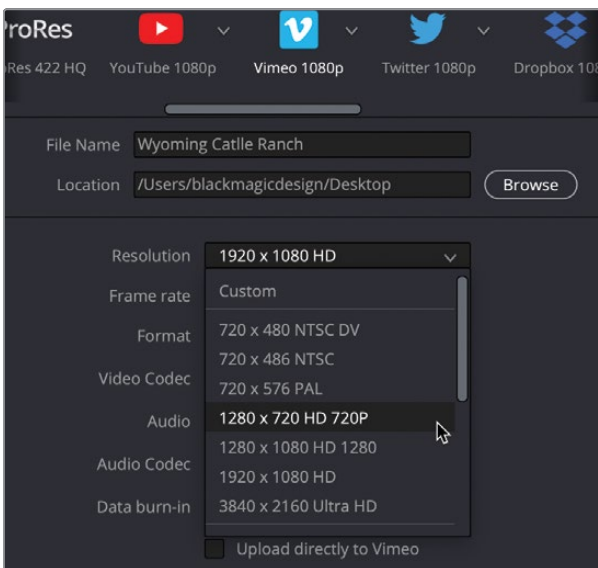 ProRes
Res 422 HQ YouTube 1080p Vimeo 1080p Twitter 1080p Dropbox 108
File Name Wyoming Catlle Ranch
Location /Users/blackmagicdesign/Desktop Browse
Resolution 1920 x 1080 HD
Frame rate Custom
Format 720 x 480 NTSC DV
720 x 486 NTSC
Video Codec 720 x 576 PAL
Audio 1280 x 720 HD 720P
1280 x 1080 HD 1280
Audio Codec 1920 x 1080 HD
Data burn-in 3840 x 2160 Ultra HD
Upload directly to Vimeo